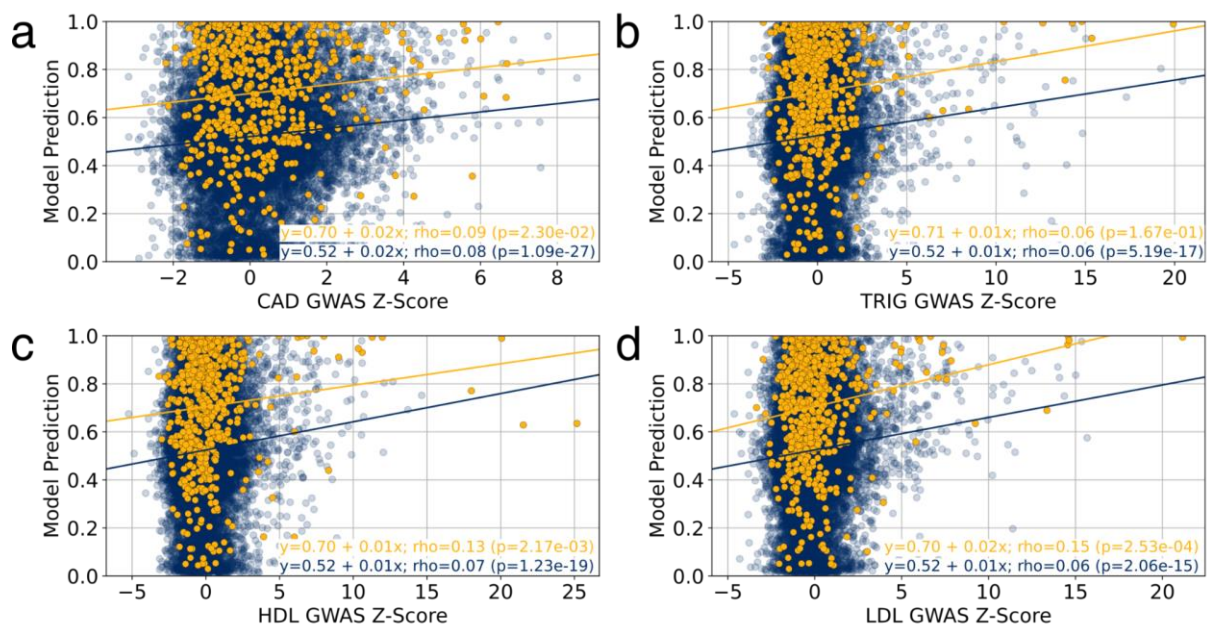 a
1.0
0.8
0.6
0.4
0.2
0.0
Model Prediction
y=0.70 + 0.02x; rho=0.09 (p=2.30e-02)
y=0.52 + 0.02x; rho=0.08 (p=1.09e-27)
−2 0 2 4 6 8
CAD GWAS Z-Score
b
1.0
0.8
0.6
0.4
0.2
0.0
Model Prediction
y=0.71 + 0.01x; rho=0.06 (p=1.67e-01)
y=0.52 + 0.01x; rho=0.06 (p=5.19e-17)
−5 0 5 10 15 20
TRIG GWAS Z-Score
c
1.0
0.8
0.6
0.4
0.2
0.0
Model Prediction
y=0.70 + 0.01x; rho=0.13 (p=2.17e-03)
y=0.52 + 0.01x; rho=0.07 (p=1.23e-19)
−5 0 5 10 15 20 25
HDL GWAS Z-Score
d
1.0
0.8
0.6
0.4
0.2
0.0
Model Prediction
y=0.70 + 0.02x; rho=0.15 (p=2.53e-04)
y=0.52 + 0.01x; rho=0.06 (p=2.06e-15)
−5 0 5 10 15 20
LDL GWAS Z-Score